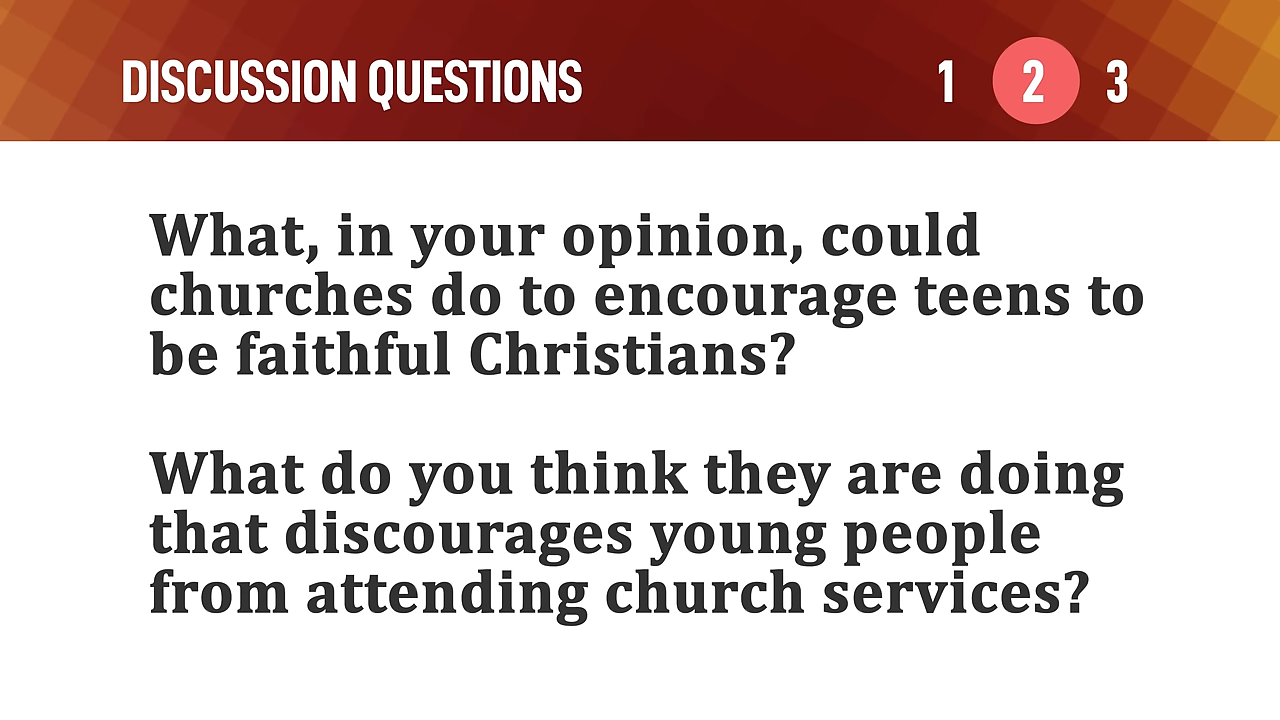 DISCUSSION QUESTIONS 1 2 3
What, in your opinion, could
churches do to encourage teens to
be faithful Christians?
What do you think they are doing
that discourages young people
from attending church services?